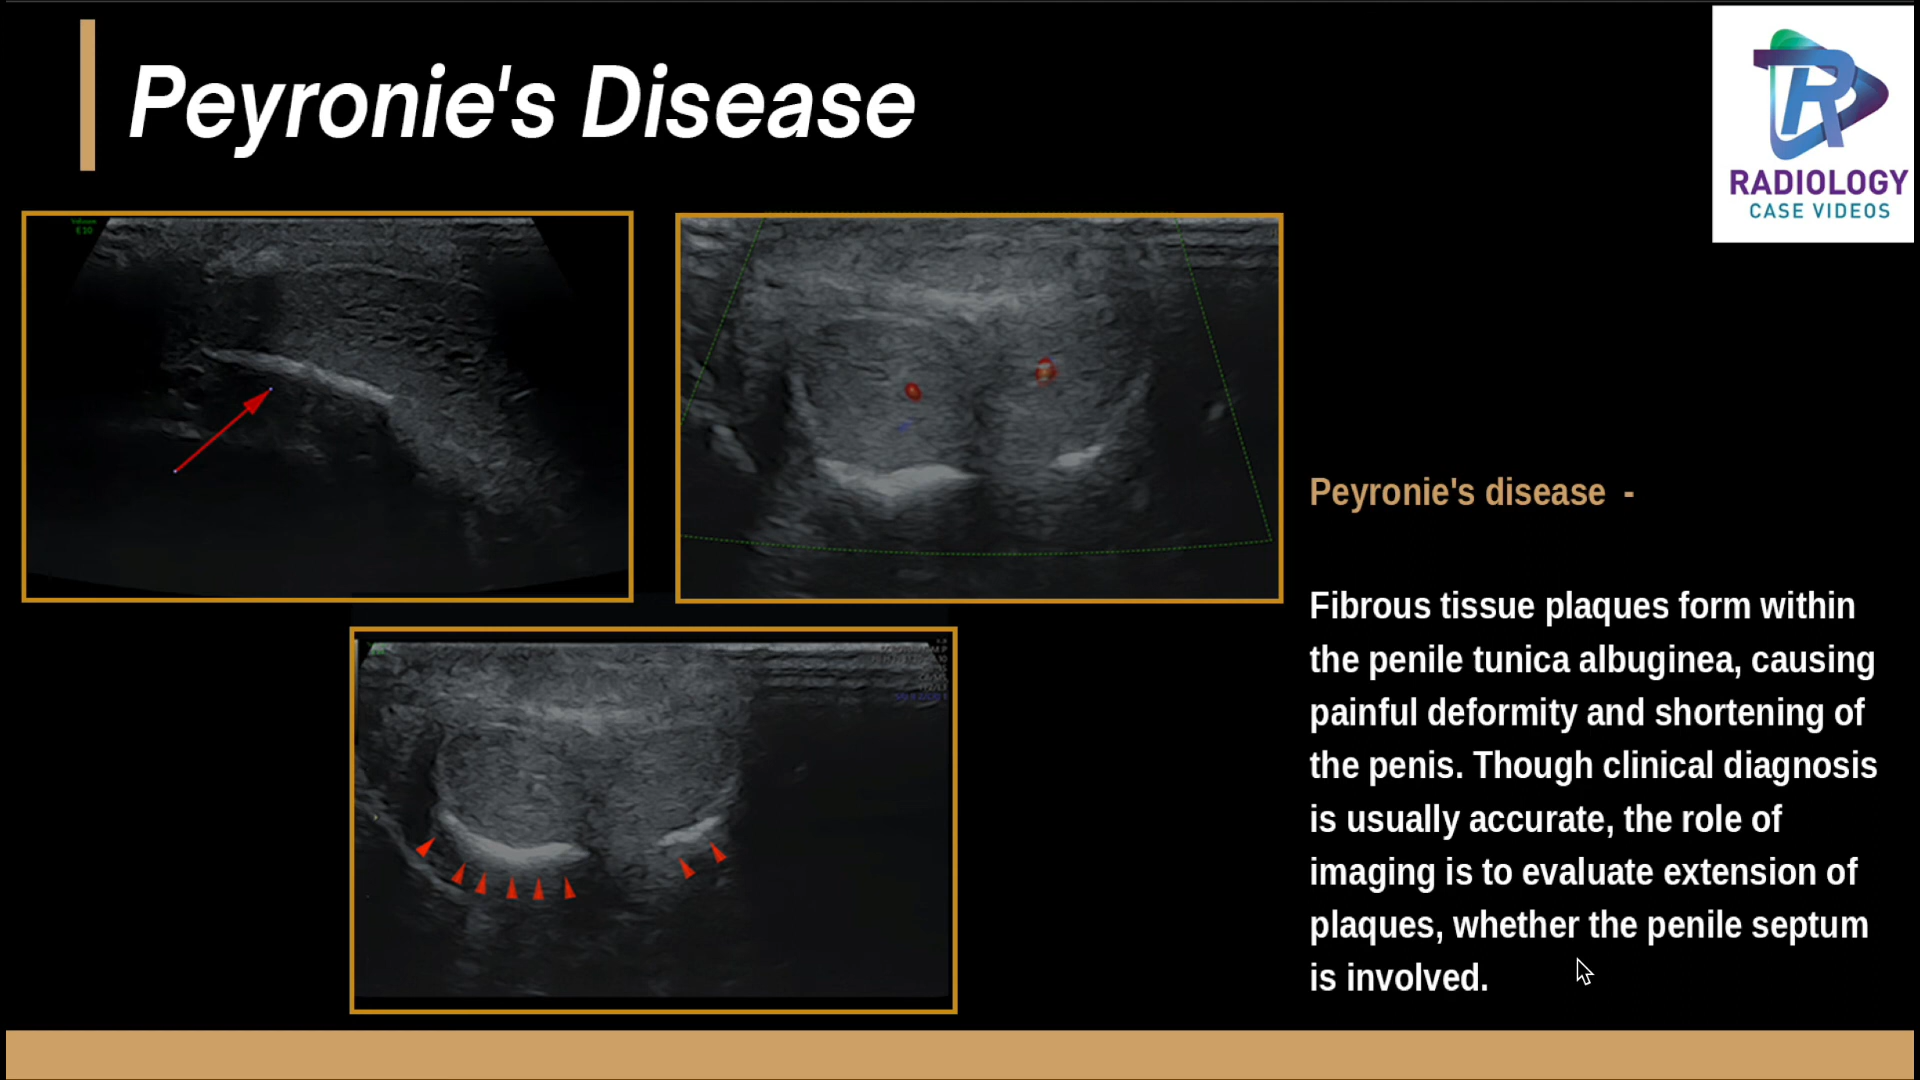 Peyronie's Disease
RADIOLOGY
CASE VIDEOS
Voluson
E10
Peyronie's disease -
Fibrous tissue plaques form within
the penile tunica albuginea, causing
painful deformity and shortening of
the penis. Though clinical diagnosis
is usually accurate, the role of
imaging is to evaluate extension of
plaques, whether the penile septum
is involved.